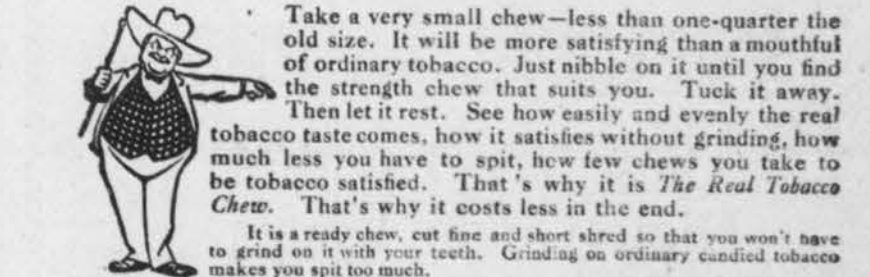 Take a very small chew—less than one-quarter the
old size. It will be more satisfying than a mouthful
of ordinary tobacco. Just nibble on it until you find
the strength chew that suits you. Tuck it away.
Then let it rest. See how easily and evenly the real
tobacco taste comes, how it satisfies without grinding, how
much less you have to spit, how few chews you take to
be tobacco satisfied. That's why it is The Real Tobacco
Chew. That's why it costs less in the end.
It is a ready chew, cut fine and short shred so that you won't have
to grind on it with your teeth. Grinding on ordinary candied tobacco
makes you spit too much.